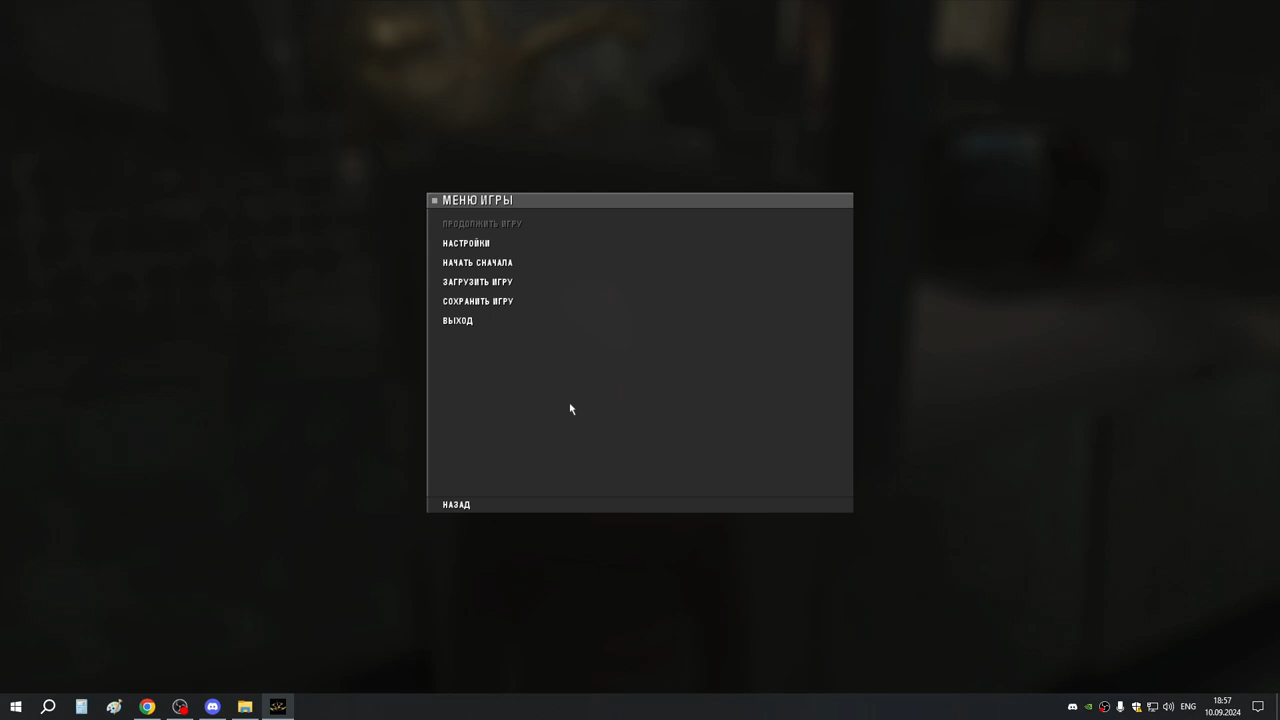 МЕНЮ ИГРЫ
ПРОДОЛЖИТЬ ИГРУ
НАСТРОЙКИ
НАЧАТЬ СНАЧАЛА
ЗАГРУЗИТЬ ИГРУ
СОХРАНИТЬ ИГРУ
ВЫХОД
НАЗАД
ENG
18:57
10.09.2024